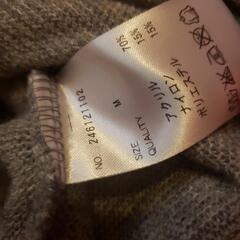 NO. 246121102
SIZE M
QUALITY
アクリル 70%
ナイロン 15%
ポリエステル 15%